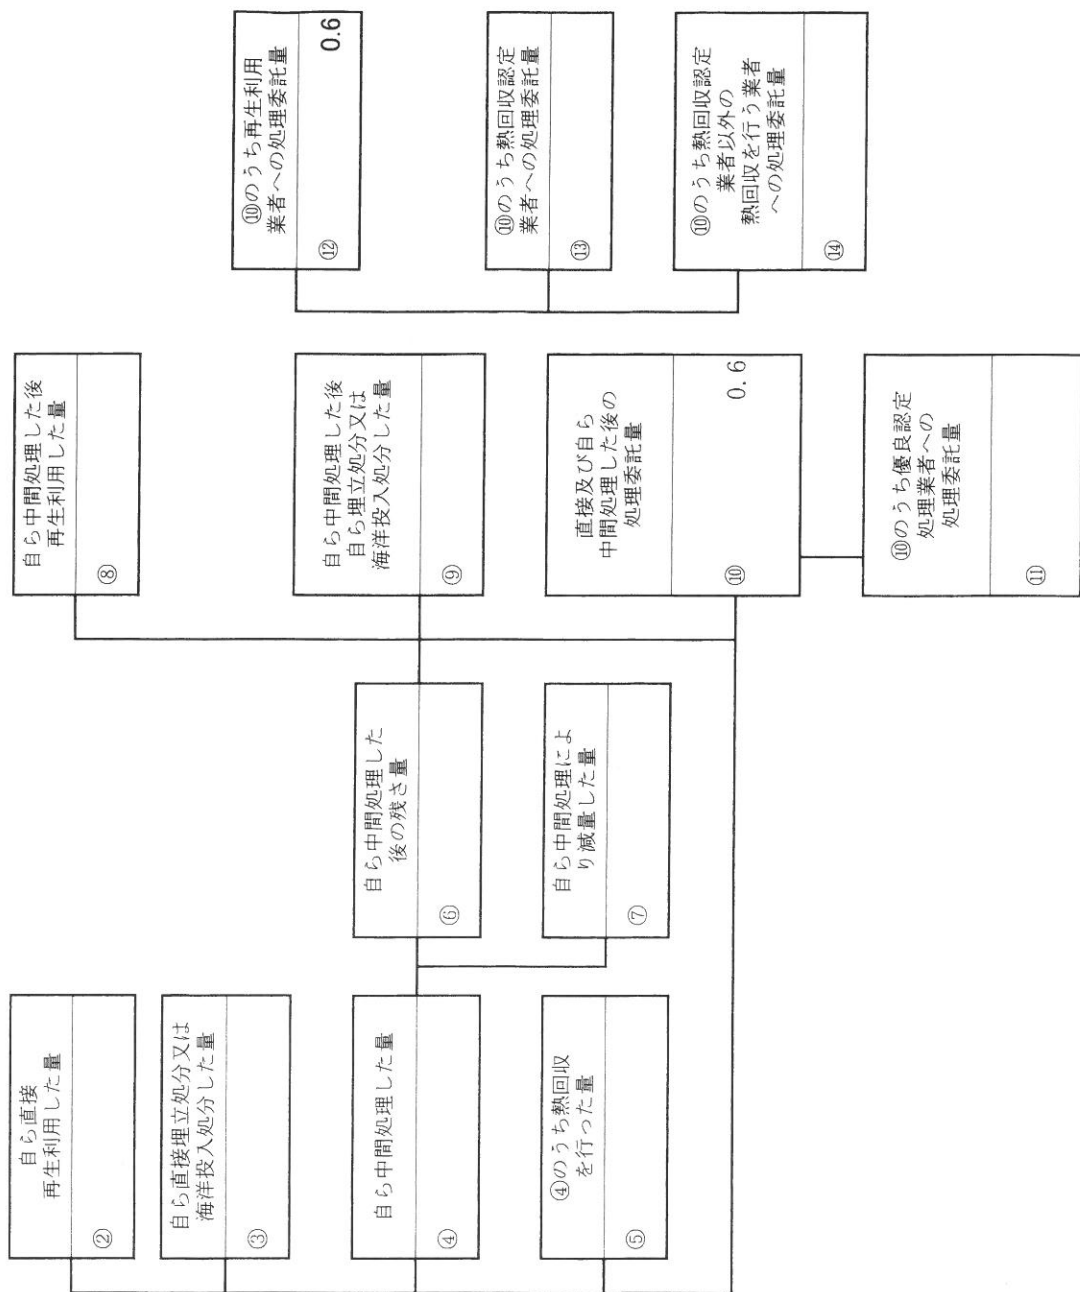 自ら直接
再生利用した量
②
自ら直接埋立処分又は
海洋投入処分した量
③
自ら中間処理した量
④
④のうち熱回収
を行った量
⑤
自ら中間処理した
後の残さ量
⑥
自ら中間処理によ
り減量した量
⑦
自ら中間処理した後
再生利用した量
⑧
自ら中間処理した後
自ら埋立処分又は
海洋投入処分した量
⑨
直接及び自ら
中間処理した後の
処理委託量
⑩ 0.6
⑩のうち優良認定
処理業者への
処理委託量
⑪
⑩のうち再生利用
業者への処理委託量
⑫ 0.6
⑩のうち熱回収認定
業者への処理委託量
⑬
⑩のうち熱回収認定
業者以外の
熱回収を行う業者
への処理委託量
⑭